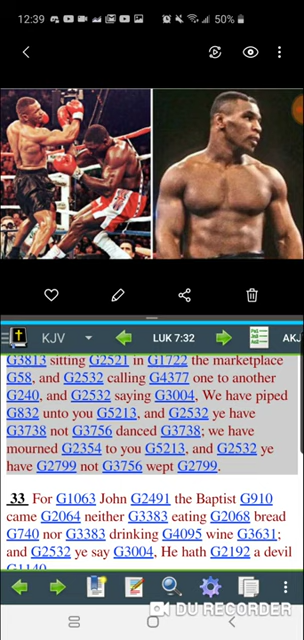 12:39
50%
KJV
LUK 7:32
AKJ
G3813 sitting G2521 in G1722 the marketplace
G58, and G2532 calling G4377 one to another
G240, and G2532 saying G3004, We have piped
G832 unto you G5213, and G2532 ye have
G3738 not G3756 danced G3738; we have
mourned G2354 to you G5213, and G2532 ye
have G2799 not G3756 wept G2799.
33 For G1063 John G2491 the Baptist G910
came G2064 neither G3383 eating G2068 bread
G740 nor G3383 drinking G4095 wine G3631;
and G2532 ye say G3004, He hath G2192 a devil
G1140
DU RECORDER